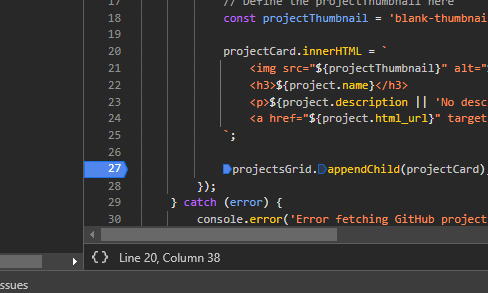 17 // Define the projectThumbnail here
18 const projectThumbnail = 'blank-thumbnai
19
20 projectCard.innerHTML = `
21 <img src="${projectThumbnail}" alt="
22 <h3>${project.name}</h3>
23 <p>${project.description || 'No desc
24 <a href="${project.html_url}" target
25 `;
26
27 projectsGrid.appendChild(projectCard)
28 });
29 } catch (error) {
30 console.error('Error fetching GitHub project
{} Line 20, Column 38
ssues